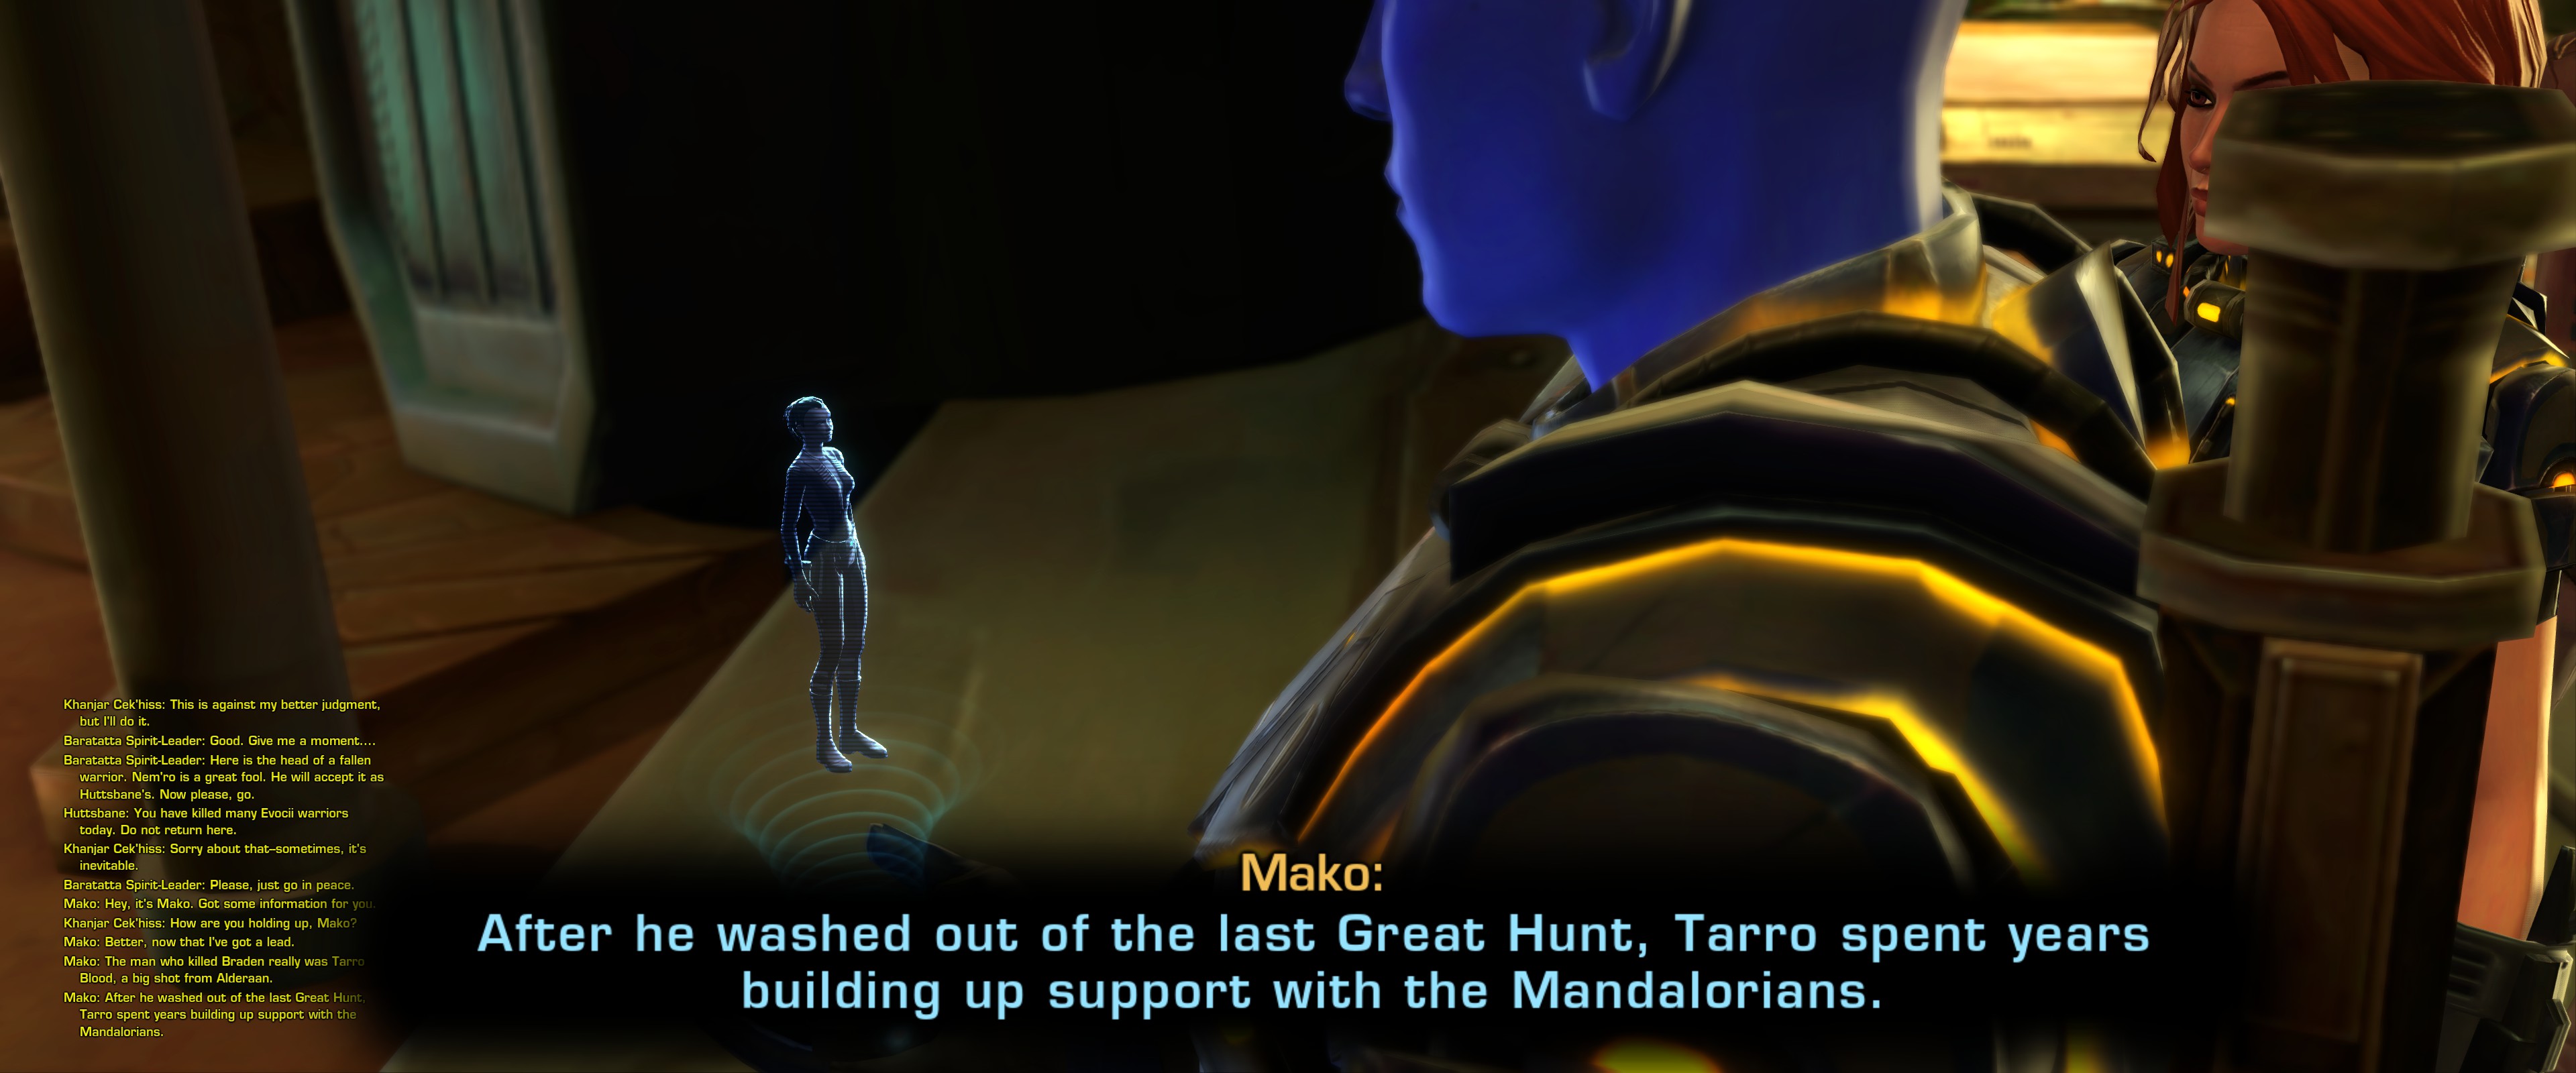 Khanjar Cek'hiss: This is against my better judgment,
but I'll do it.
Baratatta Spirit-Leader: Good. Give me a moment....
Baratatta Spirit-Leader: Here is the head of a fallen
warrior. Nem'ro is a great fool. He will accept it as
Huttsbane's. Now please, go.
Huttsbane: You have killed many Evocii warriors
today. Do not return here.
Khanjar Cek'hiss: Sorry about that–sometimes, it's
inevitable.
Baratatta Spirit-Leader: Please, just go in peace.
Mako: Hey, it's Mako. Got some information for you.
Khanjar Cek'hiss: How are you holding up, Mako?
Mako: Better, now that I've got a lead.
Mako: The man who killed Braden really was Tarro
Blood, a big shot from Alderaan.
Mako: After he washed out of the last Great Hunt,
Tarro spent years building up support with the
Mandalorians.
Mako:
After he washed out of the last Great Hunt, Tarro spent years
building up support with the Mandalorians.